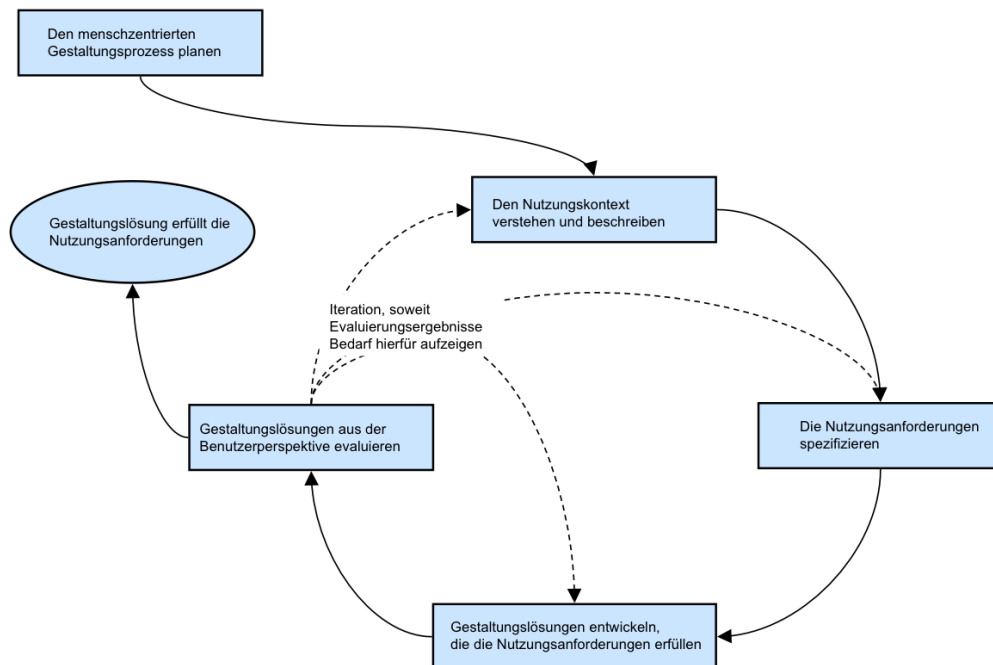 Den menschzentrierten
Gestaltungsprozess planen
Den Nutzungskontext
verstehen und beschreiben
Gestaltungslösung erfüllt die
Nutzungsanforderungen
Iteration, soweit
Evaluierungsergebnisse
Bedarf hierfür aufzeigen
Gestaltungslösungen aus der
Benutzerperspektive evaluieren
Die Nutzungsanforderungen
spezifizieren
Gestaltungslösungen entwickeln,
die die Nutzungsanforderungen erfüllen